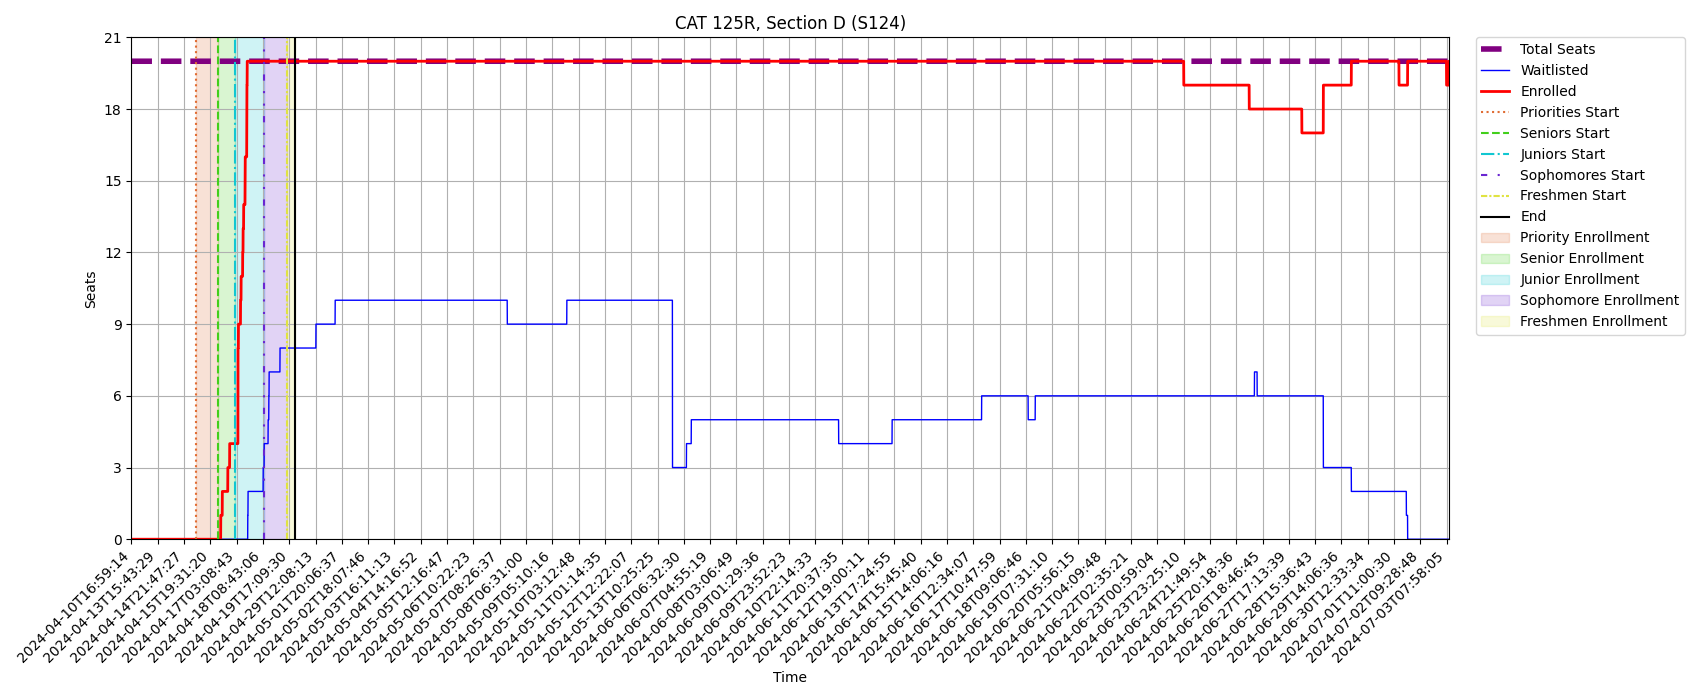 CAT 125R, Section D (S124)
21
18
15
12
9
6
3
0
Seats
2024-04-10T16:59:14
2024-04-13T15:43:29
2024-04-14T21:47:27
2024-04-15T19:31:20
2024-04-17T03:08:43
2024-04-18T08:43:06
2024-04-19T17:09:30
2024-04-29T12:08:13
2024-05-01T20:06:37
2024-05-02T18:07:46
2024-05-03T16:11:13
2024-05-04T14:16:52
2024-05-05T12:16:47
2024-05-06T10:22:23
2024-05-07T08:26:37
2024-05-08T06:31:00
2024-05-09T05:10:16
2024-05-10T03:12:48
2024-05-11T01:14:35
2024-05-12T12:22:07
2024-05-13T10:25:25
2024-06-06T06:32:30
2024-06-07T04:55:19
2024-06-08T03:06:49
2024-06-09T01:29:36
2024-06-09T23:52:23
2024-06-10T22:14:33
2024-06-11T20:37:35
2024-06-12T19:00:11
2024-06-13T17:24:55
2024-06-14T15:45:40
2024-06-15T14:06:16
2024-06-16T12:34:07
2024-06-17T10:47:59
2024-06-18T09:06:46
2024-06-19T07:31:10
2024-06-20T05:56:15
2024-06-21T04:09:48
2024-06-22T02:35:21
2024-06-23T00:59:04
2024-06-23T23:25:10
2024-06-24T21:49:54
2024-06-25T20:18:36
2024-06-26T18:46:45
2024-06-27T17:13:39
2024-06-28T15:36:43
2024-06-29T14:06:36
2024-06-30T12:33:34
2024-07-01T11:00:30
2024-07-02T09:28:48
2024-07-03T07:58:05
Time
Total Seats
Waitlisted
Enrolled
Priorities Start
Seniors Start
Juniors Start
Sophomores Start
Freshmen Start
End
Priority Enrollment
Senior Enrollment
Junior Enrollment
Sophomore Enrollment
Freshmen Enrollment